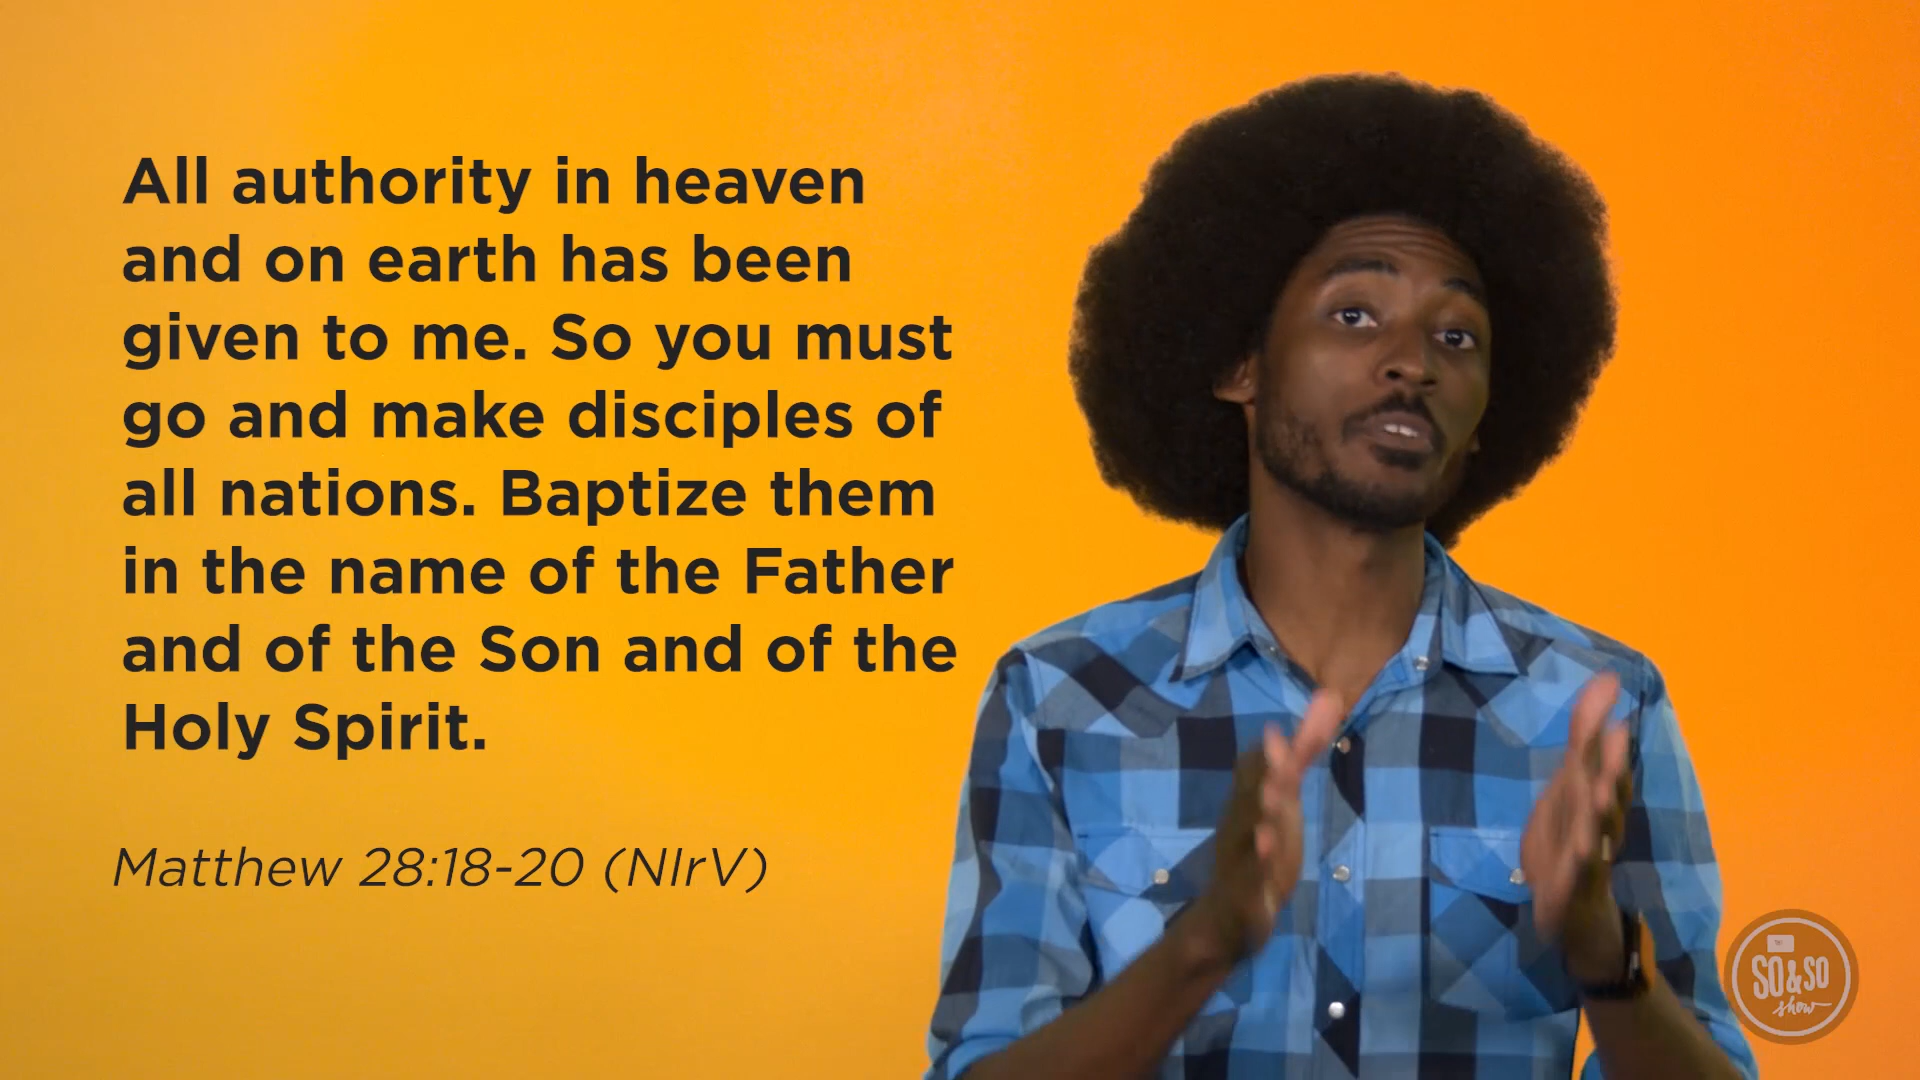 All authority in heaven
and on earth has been
given to me. So you must
go and make disciples of
all nations. Baptize them
in the name of the Father
and of the Son and of the
Holy Spirit.
Matthew 28:18-20 (NIrV)
SO&SO
show